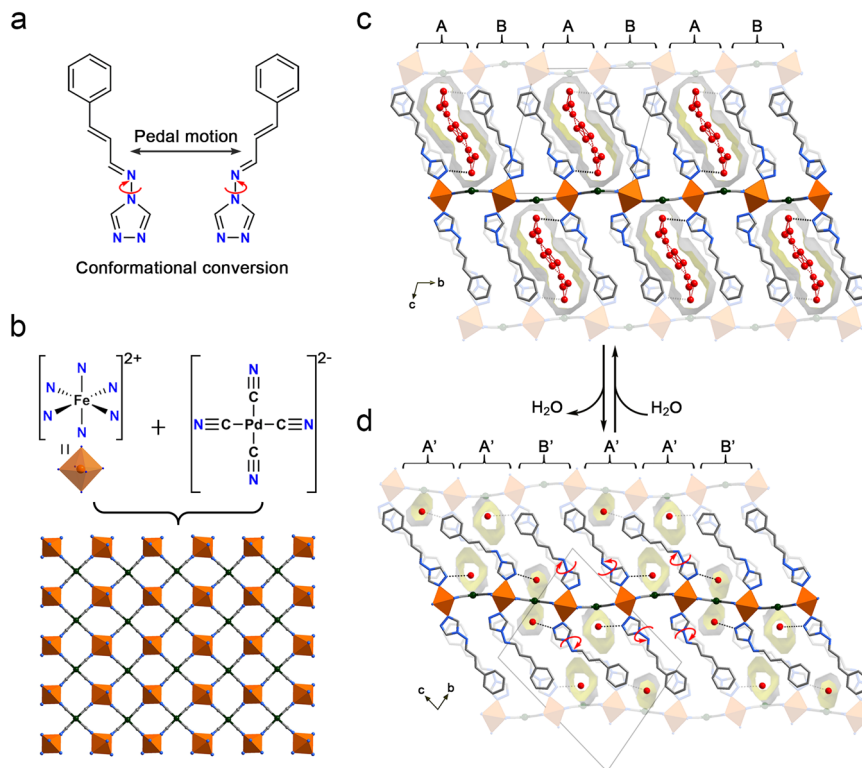 a
Pedal motion
N
N
N
N
N N
N N
Conformational conversion
b
2+
N
N
N
Fe
N
N
N
+
2-
N
C
N C Pd C N
C
N
c
A B A B A B
b
c
H2O H2O
d
A’ A’ B’ A’ A’ B’
c b